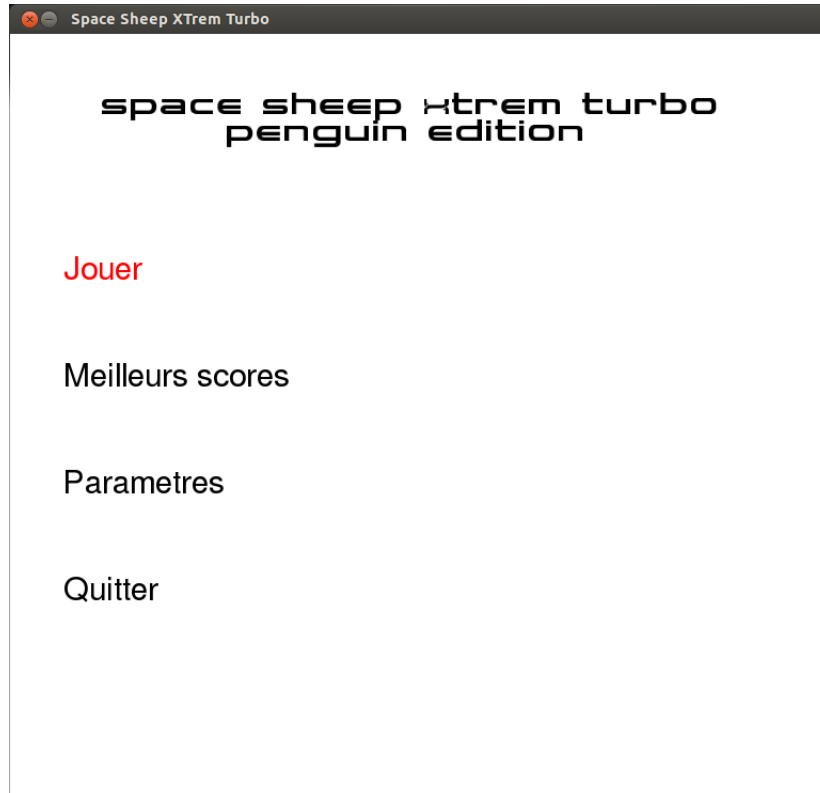 Space Sheep XTrem Turbo
space sheep xtrem turbo
penguin edition
Jouer
Meilleurs scores
Parametres
Quitter